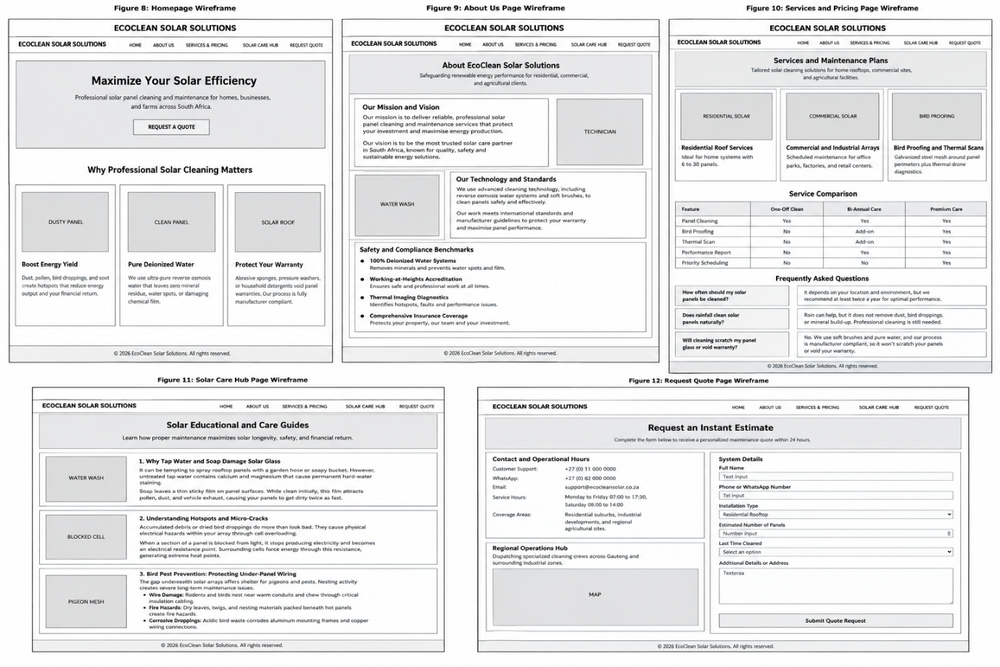 Figure 8: Homepage Wireframe
ECOCLEAN SOLAR SOLUTIONS
ECOCLEAN SOLAR SOLUTIONS HOME ABOUT US SERVICES & PRICING SOLAR CARE HUB REQUEST QUOTE
Maximize Your Solar Efficiency
Professional solar panel cleaning and maintenance for homes, businesses,
and farms across South Africa.
REQUEST A QUOTE
Why Professional Solar Cleaning Matters
DUSTY PANEL
Boost Energy Yield
Dust, pollen, bird droppings, and soot
create hotspots that reduce energy
output and your financial return.
CLEAN PANEL
Pure Deionized Water
We use ultra-pure reverse osmosis
water that leaves zero mineral
residue, water spots, or damaging
chemical film.
SOLAR ROOF
Protect Your Warranty
Abrasive sponges, pressure washers,
or household detergents void panel
warranties. Our process is fully
manufacturer compliant.
© 2026 EcoClean Solar Solutions. All rights reserved.
Figure 9: About Us Page Wireframe
ECOCLEAN SOLAR SOLUTIONS
ECOCLEAN SOLAR SOLUTIONS HOME ABOUT US SERVICES & PRICING SOLAR CARE HUB REQUEST QUOTE
About EcoClean Solar Solutions
Safeguarding renewable energy performance for residential, commercial,
and agricultural clients.
Our Mission and Vision
Our mission is to deliver reliable, professional solar
panel cleaning and maintenance services that protect
your investment and maximise energy production.
Our vision is to be the most trusted solar care partner
in South Africa, known for quality, safety and
sustainable energy solutions.
TECHNICIAN
WATER WASH
Our Technology and Standards
We use advanced cleaning technology, including
reverse osmosis water systems and soft brushes, to
clean panels safely and effectively.
Our work meets international standards and
manufacturer guidelines to protect your warranty
and maximise panel performance.
Safety and Compliance Benchmarks
● 100% Deionized Water Systems
Removes minerals and prevents water spots and film.
● Working-at-Heights Accreditation
Ensures safe and professional work at all times.
● Thermal Imaging Diagnostics
Identifies hotspots, faults and performance issues.
● Comprehensive Insurance Coverage
Protects your property, our team and your investment.
© 2026 EcoClean Solar Solutions. All rights reserved.
Figure 10: Services and Pricing Page Wireframe
ECOCLEAN SOLAR SOLUTIONS
ECOCLEAN SOLAR SOLUTIONS HOME ABOUT US SERVICES & PRICING SOLAR CARE HUB REQUEST QUOTE
Services and Maintenance Plans
Tailored solar cleaning solutions for home rooftops, commercial sites,
and agricultural facilities.
RESIDENTIAL SOLAR
Residential Roof Services
Ideal for home systems with
6 to 30 panels.
COMMERCIAL SOLAR
Commercial and Industrial Arrays
Scheduled maintenance for office
parks, factories, and retail centers.
BIRD PROOFING
Bird Proofing and Thermal Scans
Galvanized steel mesh around panel
perimeters plus thermal drone
diagnostics.
Service Comparison
Feature One-Off Clean Bi-Annual Care Premium Care
Panel Cleaning Yes Yes Yes
Bird Proofing No Add-on Yes
Thermal Scan No Add-on Yes
Performance Report No Yes Yes
Priority Scheduling No No Yes
Frequently Asked Questions
How often should my solar
panels be cleaned?
It depends on your location and environment, but we
recommend at least twice a year for optimal performance.
Does rainfall clean solar
panels naturally?
Rain can help, but it does not remove dust, bird droppings,
or mineral build-up. Professional cleaning is still needed.
Will cleaning scratch my panel
glass or void warranty?
No. We use soft brushes and pure water, and our process
is manufacturer compliant, so it won't scratch your panels
or void your warranty.
© 2026 EcoClean Solar Solutions. All rights reserved.
Figure 11: Solar Care Hub Page Wireframe
ECOCLEAN SOLAR SOLUTIONS HOME ABOUT US SERVICES & PRICING SOLAR CARE HUB REQUEST QUOTE
Solar Educational and Care Guides
Learn how proper maintenance maximizes solar longevity, safety, and financial return.
WATER WASH
1. Why Tap Water and Soap Damage Solar Glass
It can be tempting to spray rooftop panels with a garden hose or soapy bucket. However,
untreated tap water contains calcium and magnesium that cause permanent hard-water
staining.
Soap leaves a thin sticky film on panel surfaces. While clean initially, this film attracts
pollen, dust, and vehicle exhaust, causing your panels to get dirty twice as fast.
BLOCKED CELL
2. Understanding Hotspots and Micro-Cracks
Accumulated debris or dried bird droppings do more than look bad. They cause physical
electrical hazards within your array through cell overloading.
When a section of a panel is blocked from light, it stops producing electricity and becomes
an electrical resistance point. Surrounding cells force energy through this resistance,
generating extreme heat points.
PIGEON MESH
3. Bird Pest Prevention: Protecting Under-Panel Wiring
The gap underneath solar arrays offers shelter for pigeons and pests. Nesting activity
creates severe long-term maintenance issues.
• Wire Damage: Rodents and birds nest near warm conduits and chew through critical
insulation cabling.
• Fire Hazards: Dry leaves, twigs, and nesting materials packed beneath hot panels
create fire hazards.
• Corrosive Droppings: Acidic bird waste corrodes aluminum mounting frames and copper
wiring connections.
© 2026 EcoClean Solar Solutions. All rights reserved.
Figure 12: Request Quote Page Wireframe
ECOCLEAN SOLAR SOLUTIONS HOME ABOUT US SERVICES & PRICING SOLAR CARE HUB REQUEST QUOTE
Request an Instant Estimate
Complete the form below to receive a personalized maintenance quote within 24 hours.
Contact and Operational Hours
Customer Support: +27 (0) 11 000 0000
WhatsApp: +27 (0) 82 000 0000
Email: support@ecocleansolar.co.za
Service Hours: Monday to Friday 07:00 to 17:30,
Saturday 08:00 to 14:00
Coverage Areas: Residential suburbs, industrial
developments, and regional
agricultural sites.
Regional Operations Hub
Dispatching specialized cleaning crews across Gauteng and
surrounding industrial zones.
MAP
System Details
Full Name
Text input
Phone or WhatsApp Number
Tel input
Installation Type
Residential Rooftop
Estimated Number of Panels
Number input
Last Time Cleaned
Select an option
Additional Details or Address
Texteraa
Submit Quote Request
© 2026 EcoClean Solar Solutions. All rights reserved.